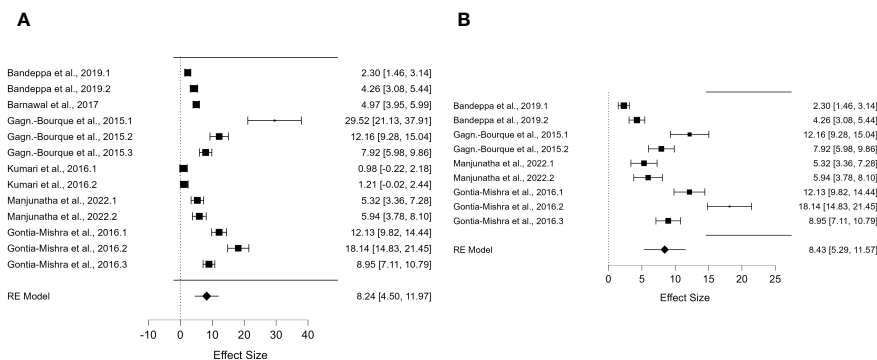 A
Bandeppa et al., 2019.1 2.30 [1.46, 3.14]
Bandeppa et al., 2019.2 4.26 [3.08, 5.44]
Barnawal et al., 2017 4.97 [3.95, 5.99]
Gagn.-Bourque et al., 2015.1 29.52 [21.13, 37.91]
Gagn.-Bourque et al., 2015.2 12.16 [9.28, 15.04]
Gagn.-Bourque et al., 2015.3 7.92 [5.98, 9.86]
Kumari et al., 2016.1 0.98 [-0.22, 2.18]
Kumari et al., 2016.2 1.21 [-0.02, 2.44]
Manjunatha et al., 2022.1 5.32 [3.36, 7.28]
Manjunatha et al., 2022.2 5.94 [3.78, 8.10]
Gontia-Mishra et al., 2016.1 12.13 [9.82, 14.44]
Gontia-Mishra et al., 2016.2 18.14 [14.83, 21.45]
Gontia-Mishra et al., 2016.3 8.95 [7.11, 10.79]
RE Model 8.24 [4.50, 11.97]
-10 0 10 20 30 40
Effect Size
B
Bandeppa et al., 2019.1 2.30 [1.46, 3.14]
Bandeppa et al., 2019.2 4.26 [3.08, 5.44]
Gagn.-Bourque et al., 2015.1 12.16 [9.28, 15.04]
Gagn.-Bourque et al., 2015.2 7.92 [5.98, 9.86]
Manjunatha et al., 2022.1 5.32 [3.36, 7.28]
Manjunatha et al., 2022.2 5.94 [3.78, 8.10]
Gontia-Mishra et al., 2016.1 12.13 [9.82, 14.44]
Gontia-Mishra et al., 2016.2 18.14 [14.83, 21.45]
Gontia-Mishra et al., 2016.3 8.95 [7.11, 10.79]
RE Model 8.43 [5.29, 11.57]
0 5 10 15 20 25
Effect Size